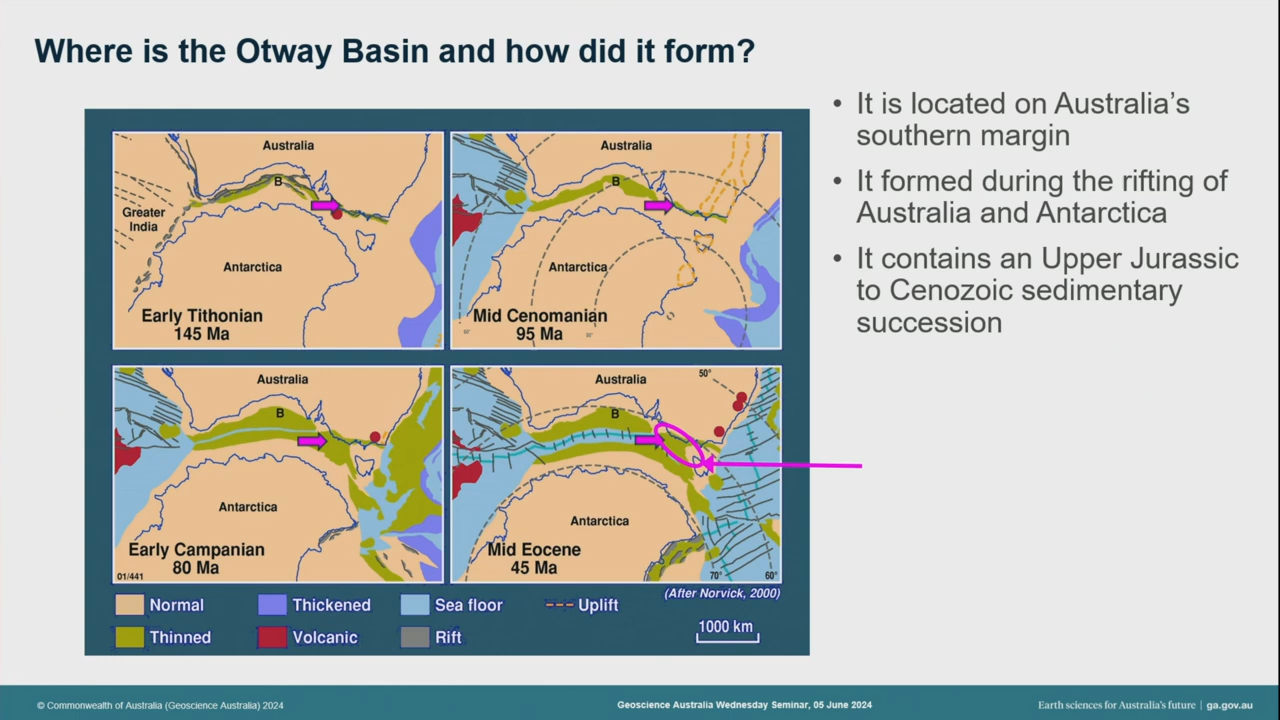 Where is the Otway Basin and how did it form?
Australia
B
Greater
India
Antarctica
Early Tithonian
145 Ma
Australia
B
Antarctica
Mid Cenomanian
95 Ma
Australia
B
Antarctica
Early Campanian
80 Ma
01/441
Australia
50°
B
Antarctica
Mid Eocene
45 Ma
70°
60°
Normal
Thickened
Sea floor
Uplift
Thinned
Volcanic
Rift
(After Norvick, 2000)
1000 km
• It is located on Australia's
southern margin
• It formed during the rifting of
Australia and Antarctica
• It contains an Upper Jurassic
to Cenozoic sedimentary
succession
© Commonwealth of Australia (Geoscience Australia) 2024
Geoscience Australia Wednesday Seminar, 05 June 2024
Earth sciences for Australia's future | ga.gov.au